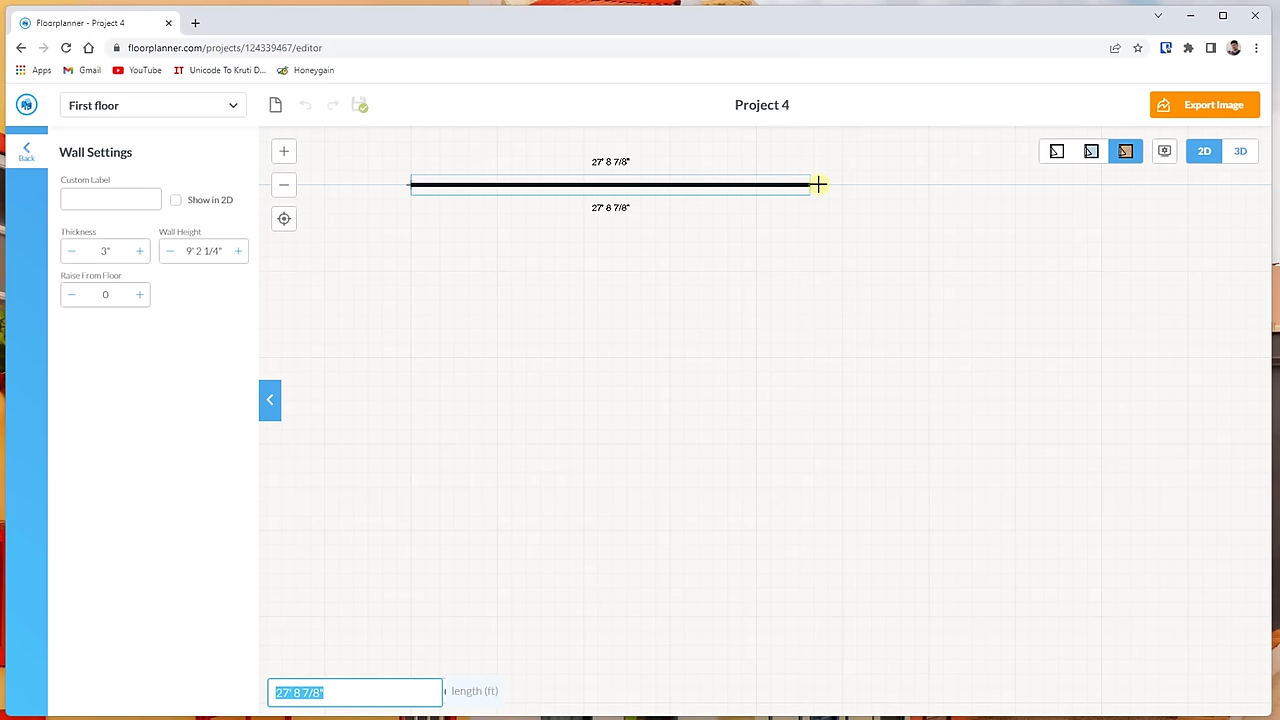 Floorplanner - Project 4
floorplanner.com/projects/124339467/editor
Apps
Gmail
YouTube
IT
Unicode To Kruti D...
Honeygain
First floor
Project 4
Export Image
Back
Wall Settings
Custom Label
Show in 2D
Thickness
Wall Height
3"
9' 2 1/4"
Raise From Floor
0
27' 8 7/8"
27' 8 7/8"
2D
3D
27' 8 7/8"
length (ft)